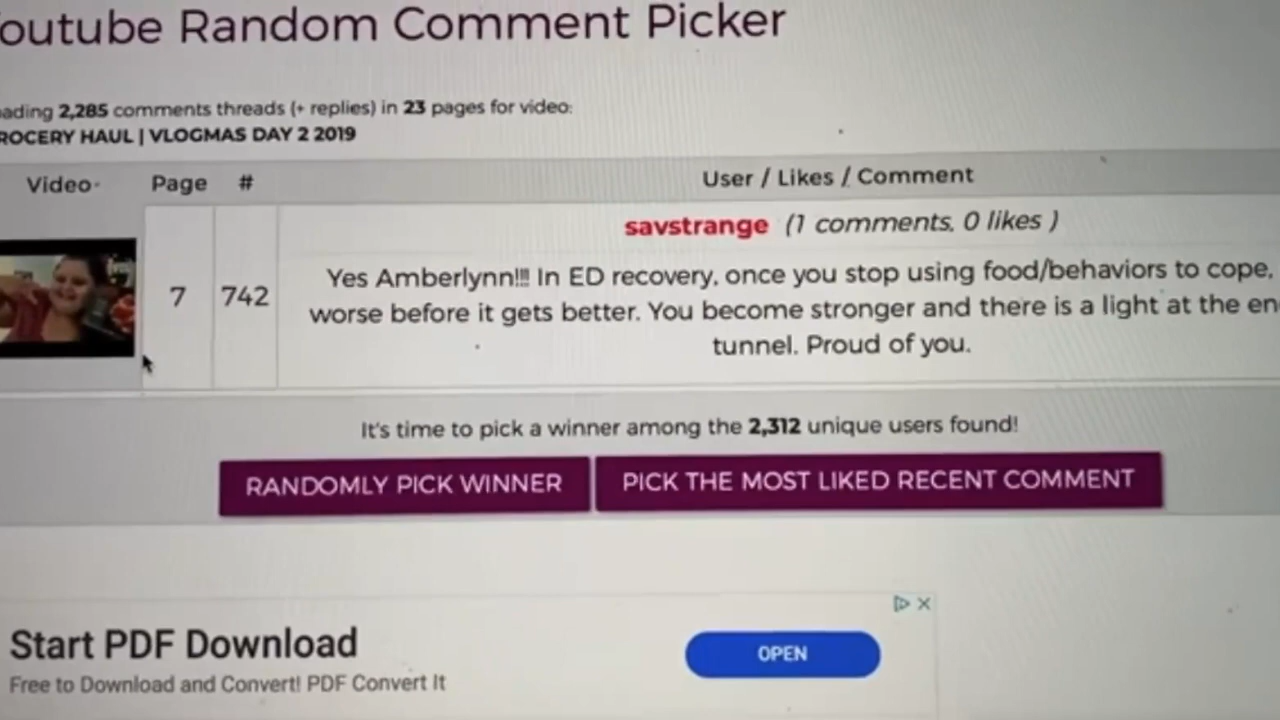 outube Random Comment Picker
ading 2,285 comments threads (+ replies) in 23 pages for video:
ROCERY HAUL | VLOGMAS DAY 2 2019
Video
Page
#
User / Likes / Comment
savstrange (1 comments, 0 likes )
7
742
Yes Amberlynn!!! In ED recovery, once you stop using food/behaviors to cope,
worse before it gets better. You become stronger and there is a light at the en
tunnel. Proud of you.
It's time to pick a winner among the 2,312 unique users found!
RANDOMLY PICK WINNER
PICK THE MOST LIKED RECENT COMMENT
Start PDF Download
Free to Download and Convert! PDF Convert It
OPEN